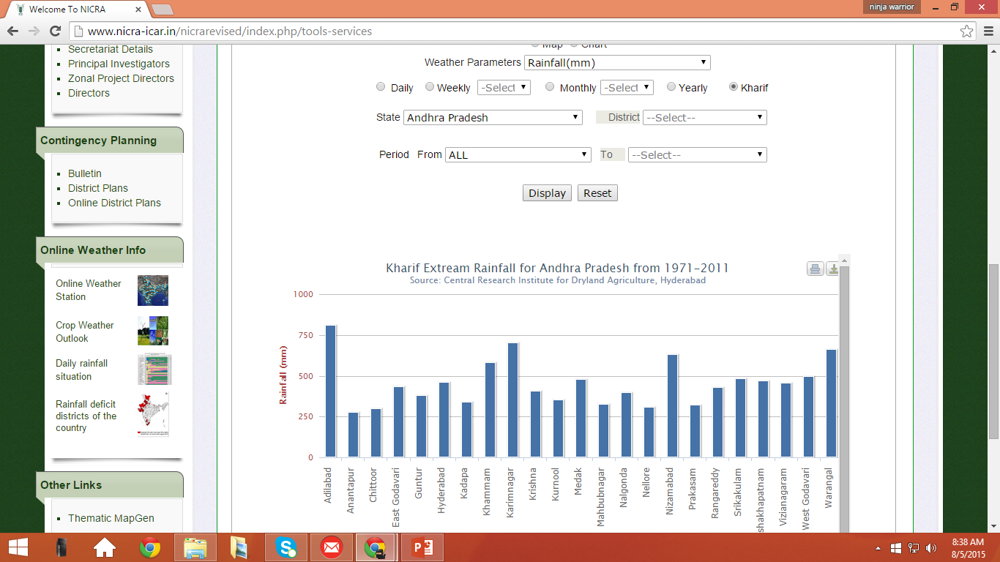 Welcome To NICRA
ninja warrior
www.nicra-icar.in/nicrarevised/index.php/tools-services
Secretariat Details
Principal Investigators
Zonal Project Directors
Directors
Contingency Planning
Bulletin
District Plans
Online District Plans
Online Weather Info
Online Weather
Station
Crop Weather
Outlook
Daily rainfall
situation
Rainfall deficit
districts of the
country
Other Links
Thematic MapGen
Map Chart
Weather Parameters Rainfall(mm)
Daily Weekly -Select Monthly -Select Yearly Kharif
State Andhra Pradesh District --Select--
Period From ALL To --Select--
Display Reset
Kharif Extream Rainfall for Andhra Pradesh from 1971-2011
Source: Central Research Institute for Dryland Agriculture, Hyderabad
Rainfall (mm)
1000
750
500
250
0
Adilabad
Anantapur
Chittoor
East Godavari
Guntur
Hyderabad
Kadapa
Khammam
Karimnagar
Krishna
Kurnool
Medak
Mahbubnagar
Nalgonda
Nellore
Nizamabad
Prakasam
Rangareddy
Srikakulam
shakhapatnam
Vizianagaram
West Godavari
Warangal
8:38 AM
8/5/2015